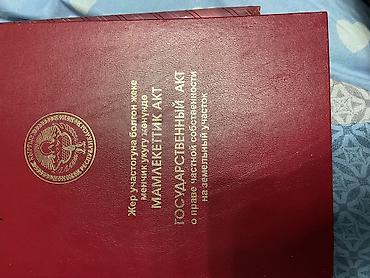 Жер участогуна болгон жеке
менчик укугу жөнүндө
МАМЛЕКЕТТИК АКТ
ГОСУДАРСТВЕННЫЙ АКТ
о праве частной собственности
на земельный участок